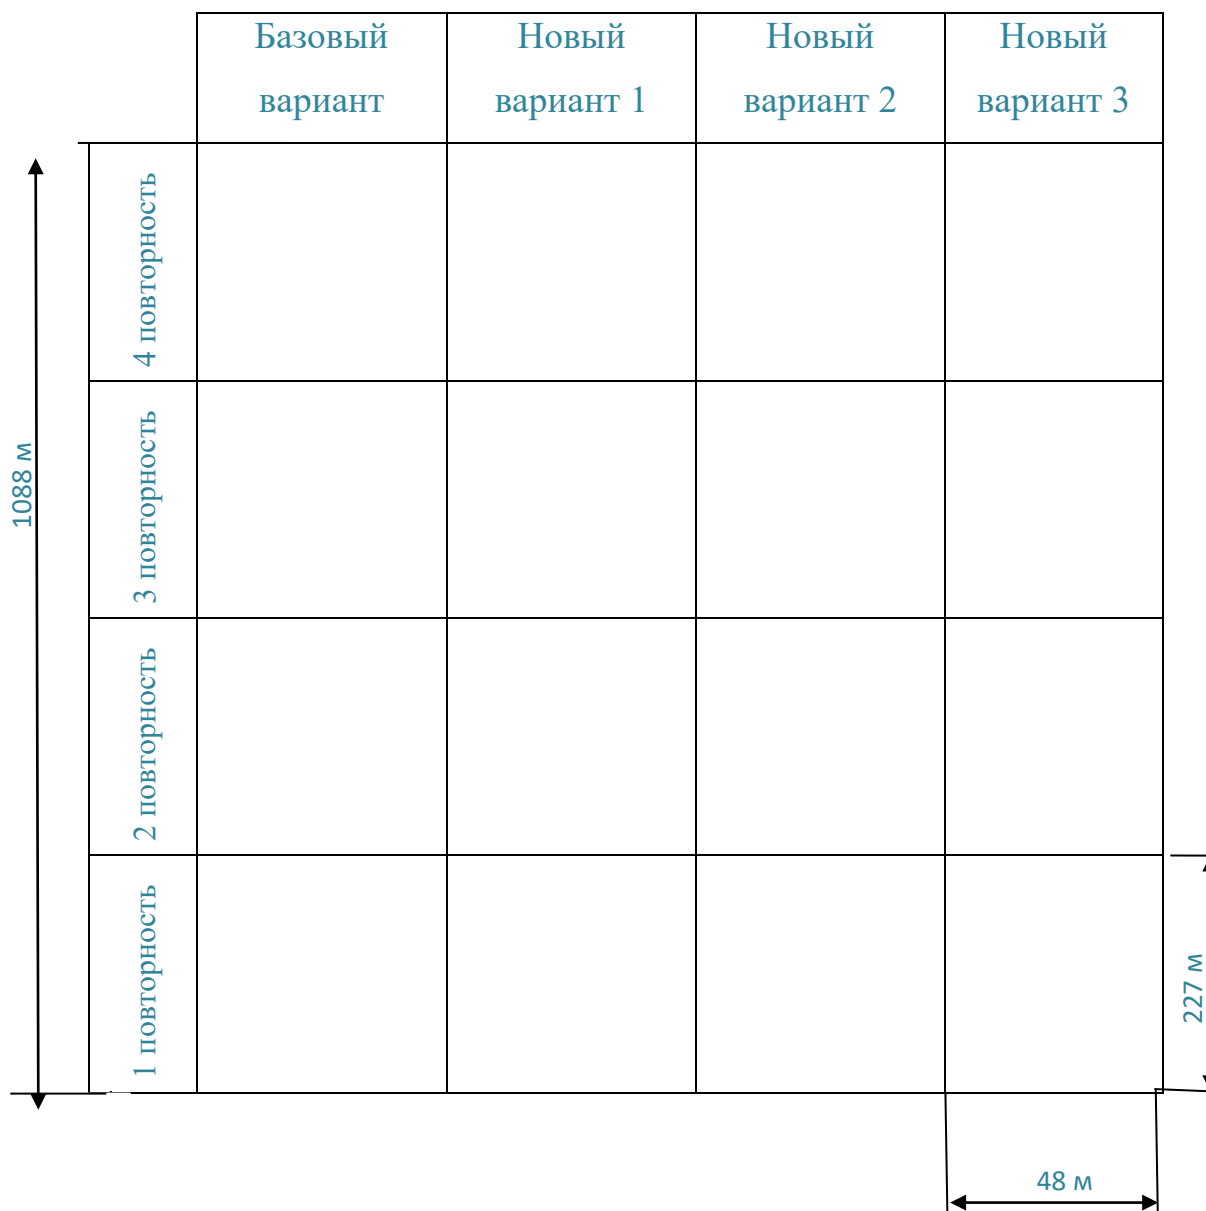 Базовый
вариант
Новый
вариант 1
Новый
вариант 2
Новый
вариант 3
4 повторность
3 повторность
2 повторность
1 повторность
1088 м
227 м
48 м